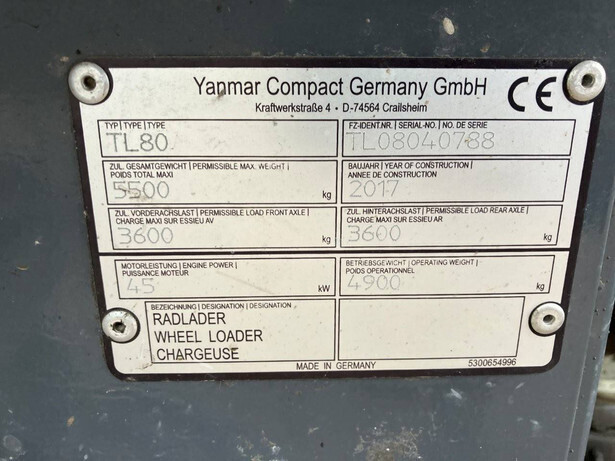 Yanmar Compact Germany GmbH
Kraftwerkstraße 4 • D-74564 Crailsheim
CE
TYP | TYPE | TYPE
TL80
FZ-IDENT.NR. | SERIAL-NO. | NO. DE SERIE
TL08040788
ZUL. GESAMTGEWICHT | PERMISSIBLE MAX. WEIGHT |
POIDS TOTAL MAXI
5500 kg
BAUJAHR | YEAR OF CONSTRUCTION |
ANNEE DE CONSTRUCTION
2017
ZUL. VORDERACHSLAST | PERMISSIBLE LOAD FRONT AXLE |
CHARGE MAXI SUR ESSIEU AV
3600 kg
ZUL. HINTERACHSLAST | PERMISSIBLE LOAD REAR AXLE |
CHARGE MAXI SUR ESSIEU AR
3600 kg
MOTORLEISTUNG | ENGINE POWER |
PUISSANCE MOTEUR
45 kW
BETRIEBSGEWICHT | OPERATING WEIGHT |
POIDS OPERATIONNEL
4900 kg
BEZEICHNUNG | DESIGNATION | DESIGNATION
RADLADER
WHEEL LOADER
CHARGEUSE
MADE IN GERMANY
5300654996